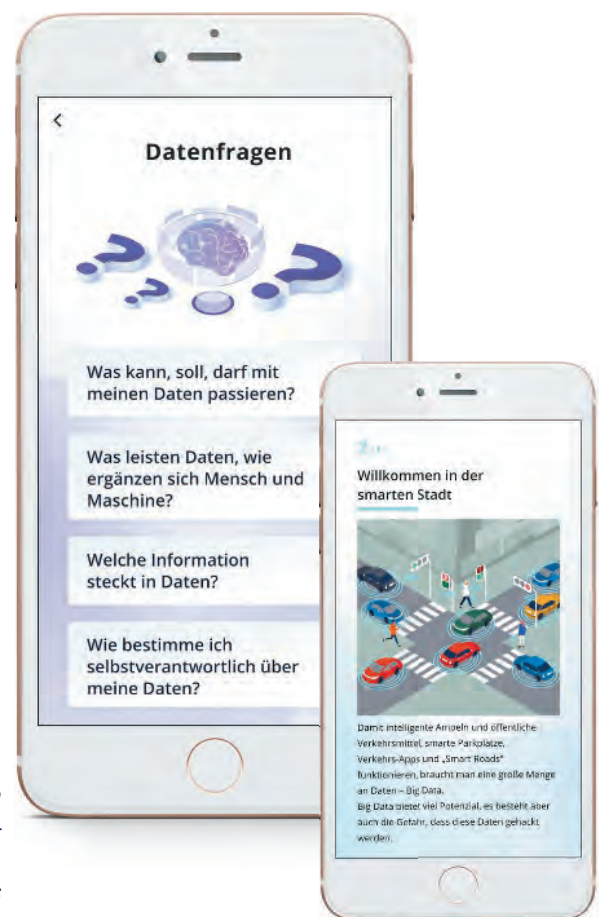 Datenfragen
Was kann, soll, darf mit
meinen Daten passieren?
Was leisten Daten, wie
ergänzen sich Mensch und
Maschine?
Welche Information
steckt in Daten?
Wie bestimme ich
selbstverantwortlich über
meine Daten?
Willkommen in der
smarten Stadt
Damit intelligente Ampeln und öffentliche
Verkehrsmittel, smarte Parkplätze,
Verkehrs-Apps und „Smart Roads"
funktionieren, braucht man eine große Menge
an Daten – Big Data.
Big Data bietet viel Potenzial, es besteht aber
auch die Gefahr, dass diese Daten gehackt
werden.